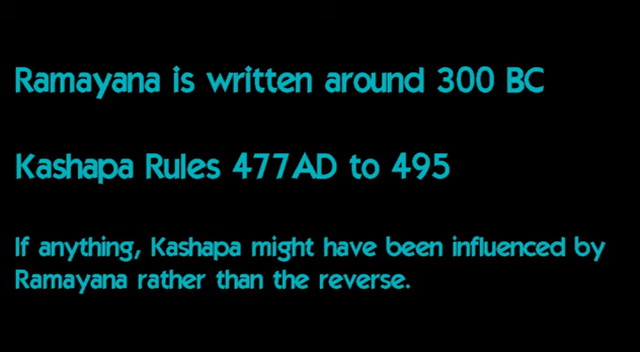 Ramayana is written around 300 BC
Kashapa Rules 477AD to 495
If anything, Kashapa might have been influenced by
Ramayana rather than the reverse.